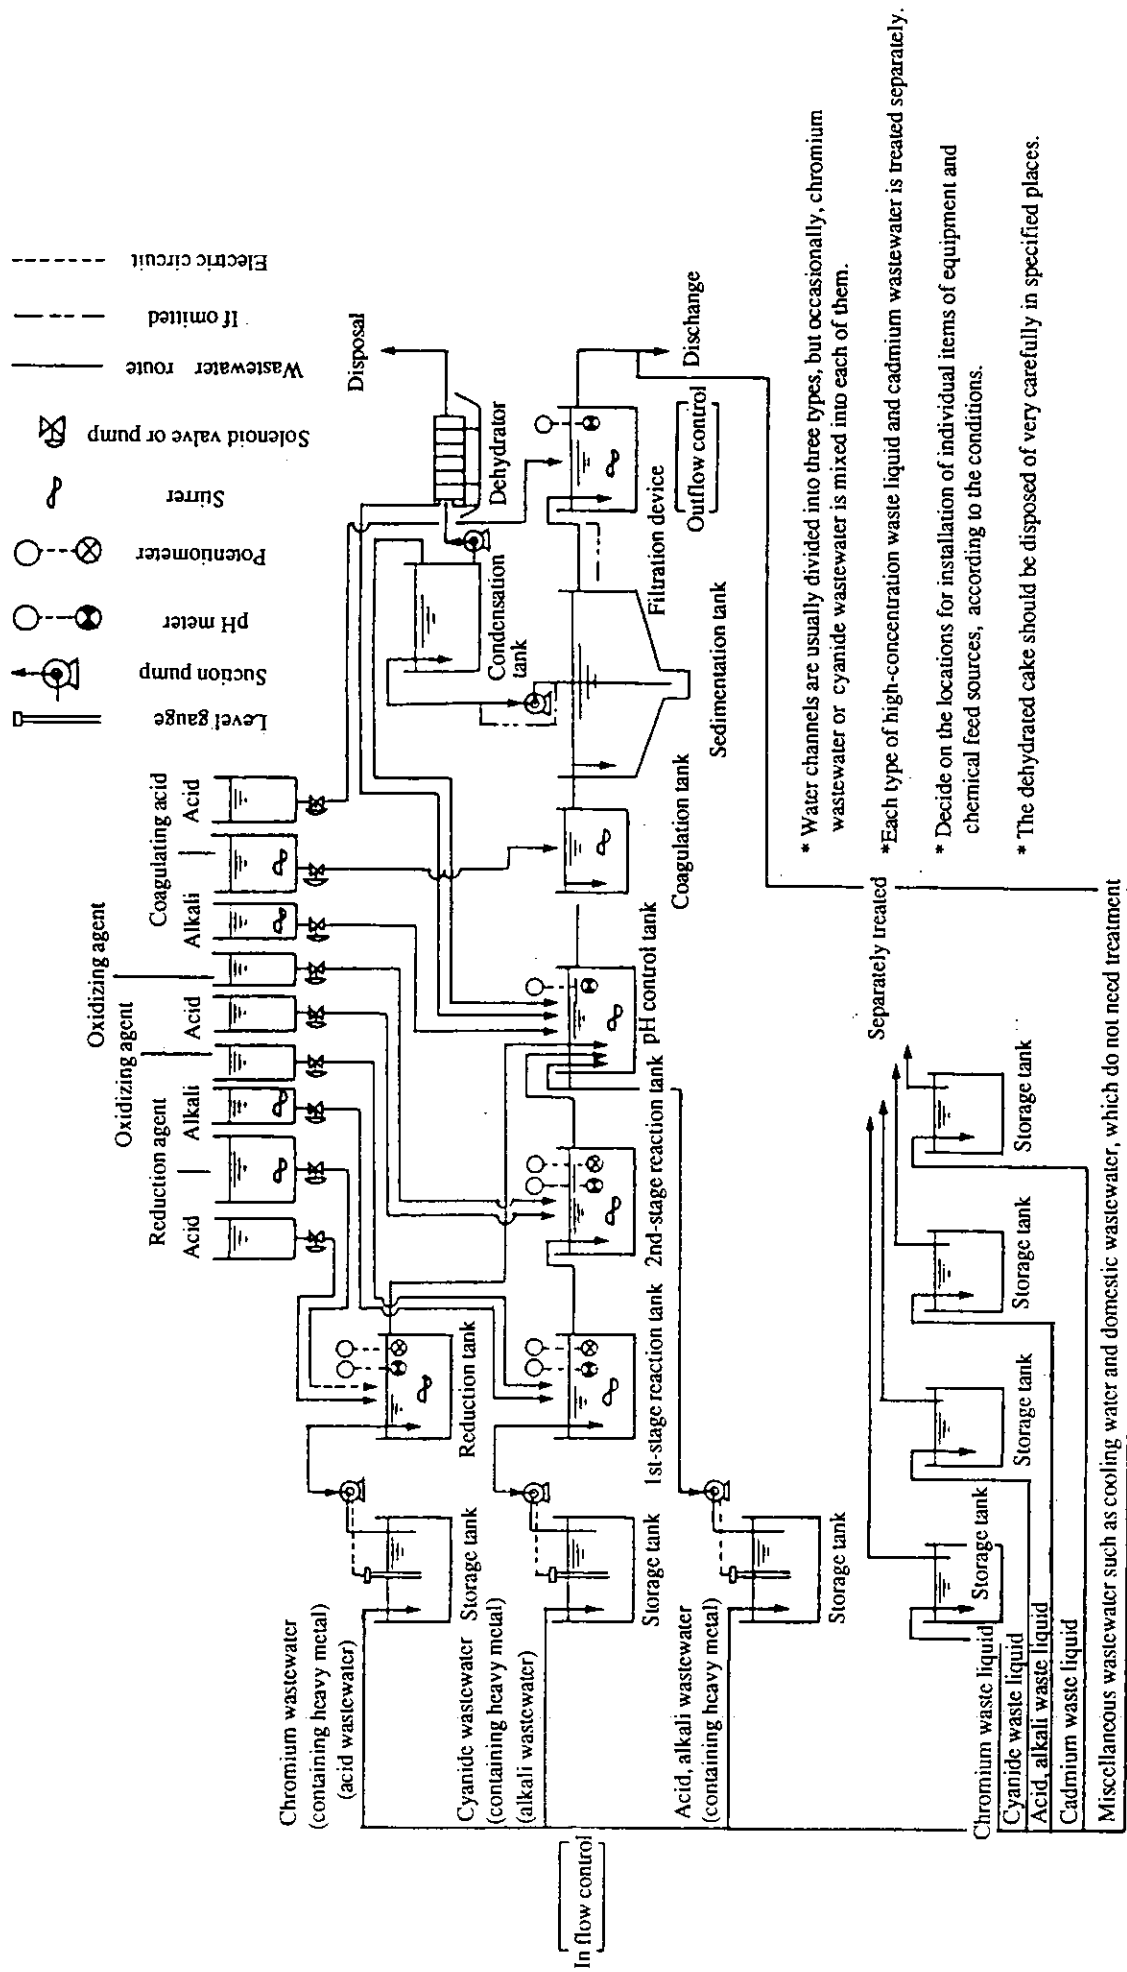 Level gauge
Suction pump
pH meter
Potentiometer
Stirrer
Solenoid valve or pump
Wastewater route
If omitted
Electric circuit
Oxidizing agent
Oxidizing agent
Reduction agent
Coagulating acid
Acid
Alkali
Acid
Alkali
Acid
Chromium wastewater
(containing heavy metal)
(acid wastewater)
Storage tank
Reduction tank
Condensation
tank
Dehydrator
Disposal
Cyanide wastewater
(containing heavy metal)
(alkali wastewater)
[In flow control]
Storage tank
1st-stage reaction tank
2nd-stage reaction tank
pH control tank
Coagulation tank
Sedimentation tank
Filtration device
[Outflow control]
Discharge
Acid, alkali wastewater
(containing heavy metal)
Storage tank
Separately treated
Storage tank
Storage tank
Storage tank
Storage tank
Chromium waste liquid
Cyanide waste liquid
Acid, alkali waste liquid
Cadmium waste liquid
Miscellaneous wastewater such as cooling water and domestic wastewater, which do not need treatment
* Water channels are usually divided into three types, but occasionally, chromium
wastewater or cyanide wastewater is mixed into each of them.
*Each type of high-concentration waste liquid and cadmium wastewater is treated separately.
* Decide on the locations for installation of individual items of equipment and
chemical feed sources, according to the conditions.
* The dehydrated cake should be disposed of very carefully in specified places.